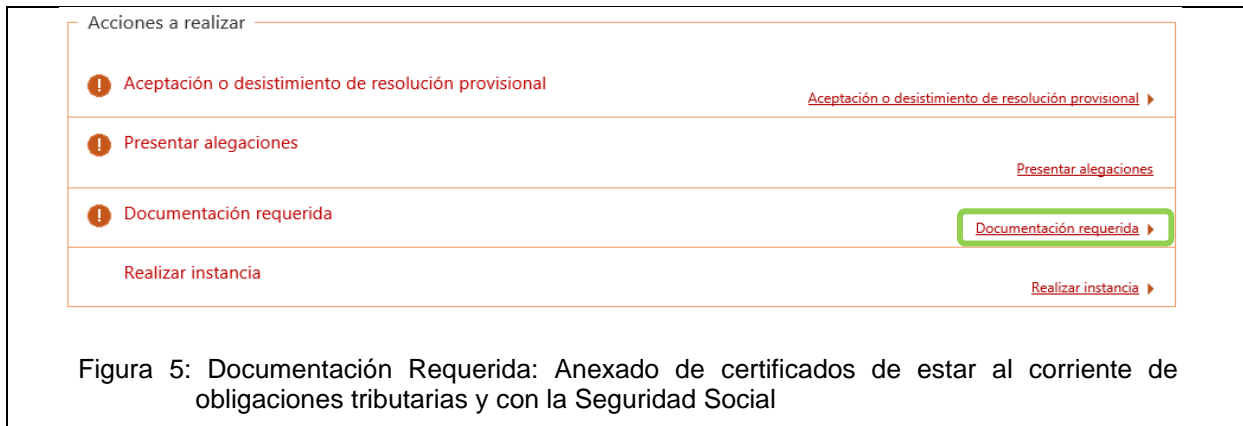 Acciones a realizar
Aceptación o desistimiento de resolución provisional
Aceptación o desistimiento de resolución provisional
Presentar alegaciones
Presentar alegaciones
Documentación requerida
Documentación requerida
Realizar instancia
Realizar instancia
Figura 5: Documentación Requerida: Anexado de certificados de estar al corriente de
obligaciones tributarias y con la Seguridad Social